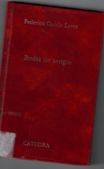 Federico García Lorca
Bodas de sangre
CATEDRA